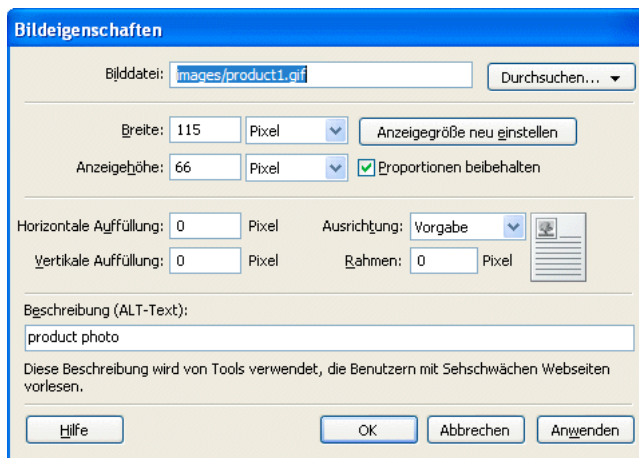 Bildeigenschaften
Bilddatei: images/product1.gif Durchsuchen...
Breite: 115 Pixel Anzeigegröße neu einstellen
Anzeigehöhe: 66 Pixel Proportionen beibehalten
Horizontale Auffüllung: 0 Pixel Ausrichtung: Vorgabe
Vertikale Auffüllung: 0 Pixel Rahmen: 0 Pixel
Beschreibung (ALT-Text):
product photo
Diese Beschreibung wird von Tools verwendet, die Benutzern mit Sehschwächen Webseiten
vorlesen.
Hilfe OK Abbrechen Anwenden